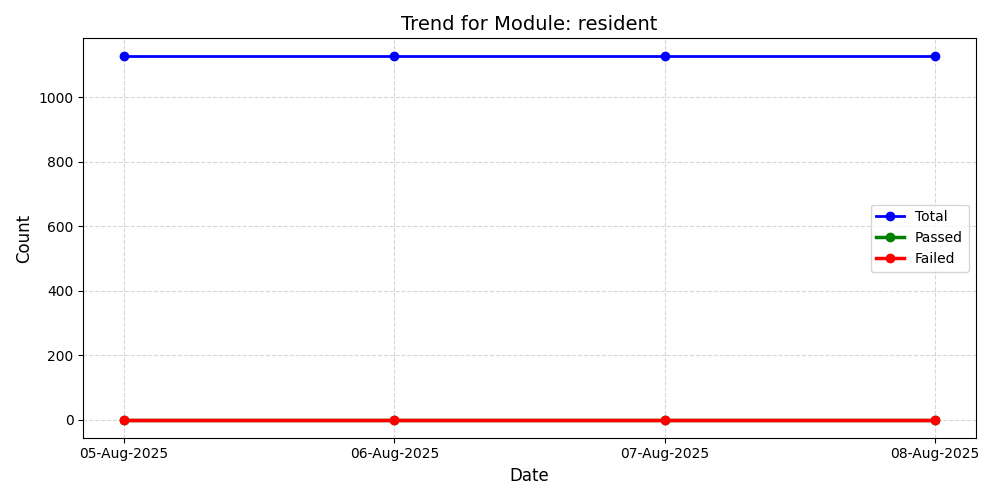 Trend for Module: resident
Count
1000
800
600
400
200
0
Total
Passed
Failed
05-Aug-2025
06-Aug-2025
07-Aug-2025
08-Aug-2025
Date